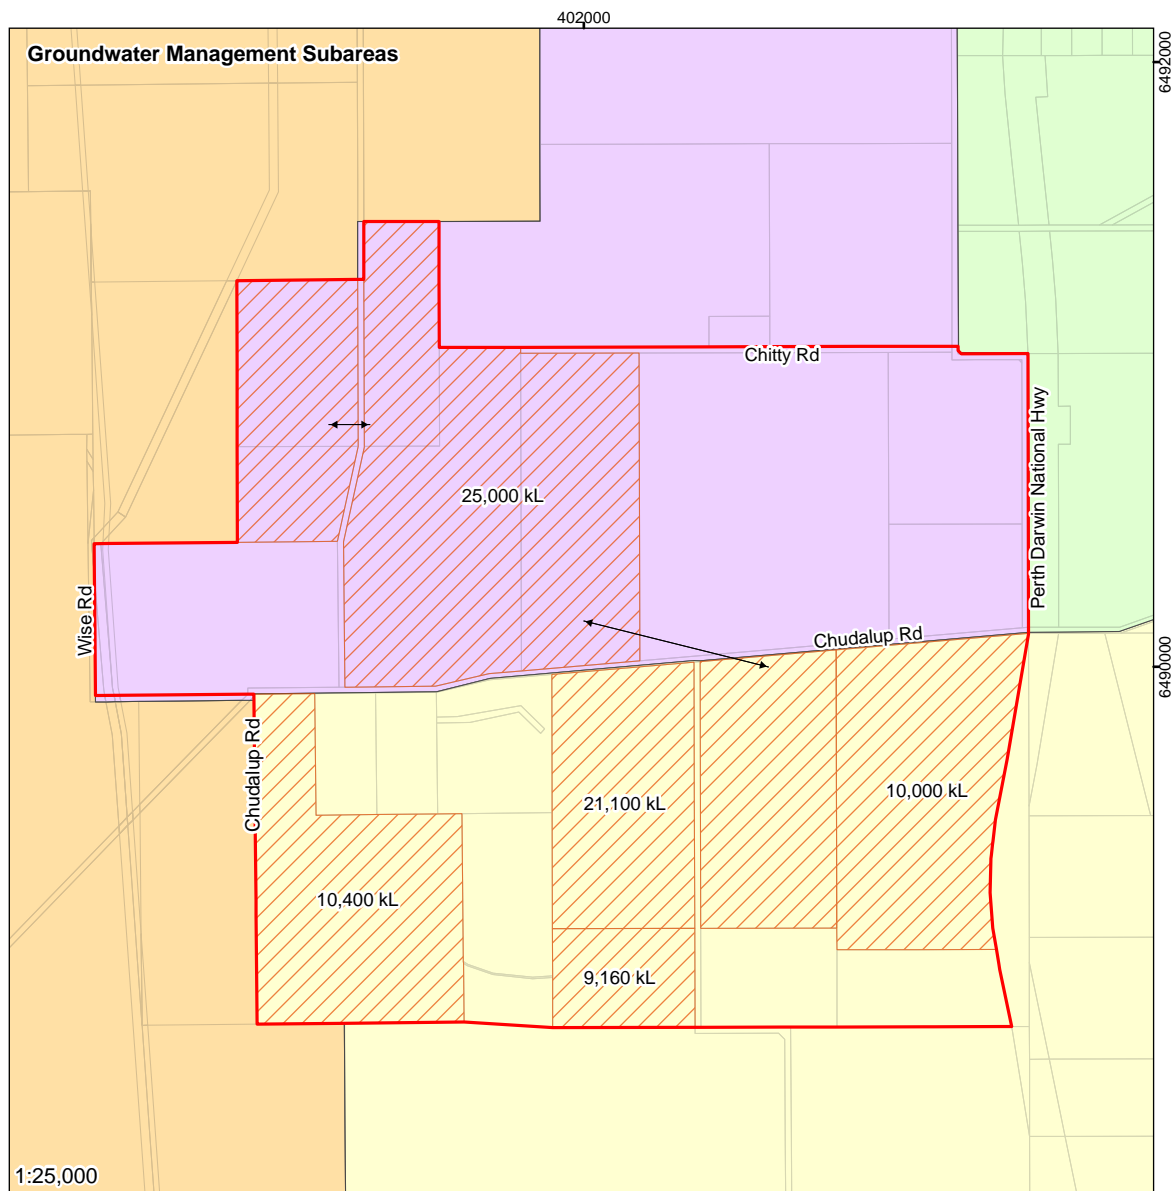 402000
Groundwater Management Subareas
6492000
Chitty Rd
Perth Darwin National Hwy
25,000 kL
Wise Rd
Chudalup Rd
6490000
Chudalup Rd
10,000 kL
21,100 kL
10,400 kL
9,160 kL
1:25,000